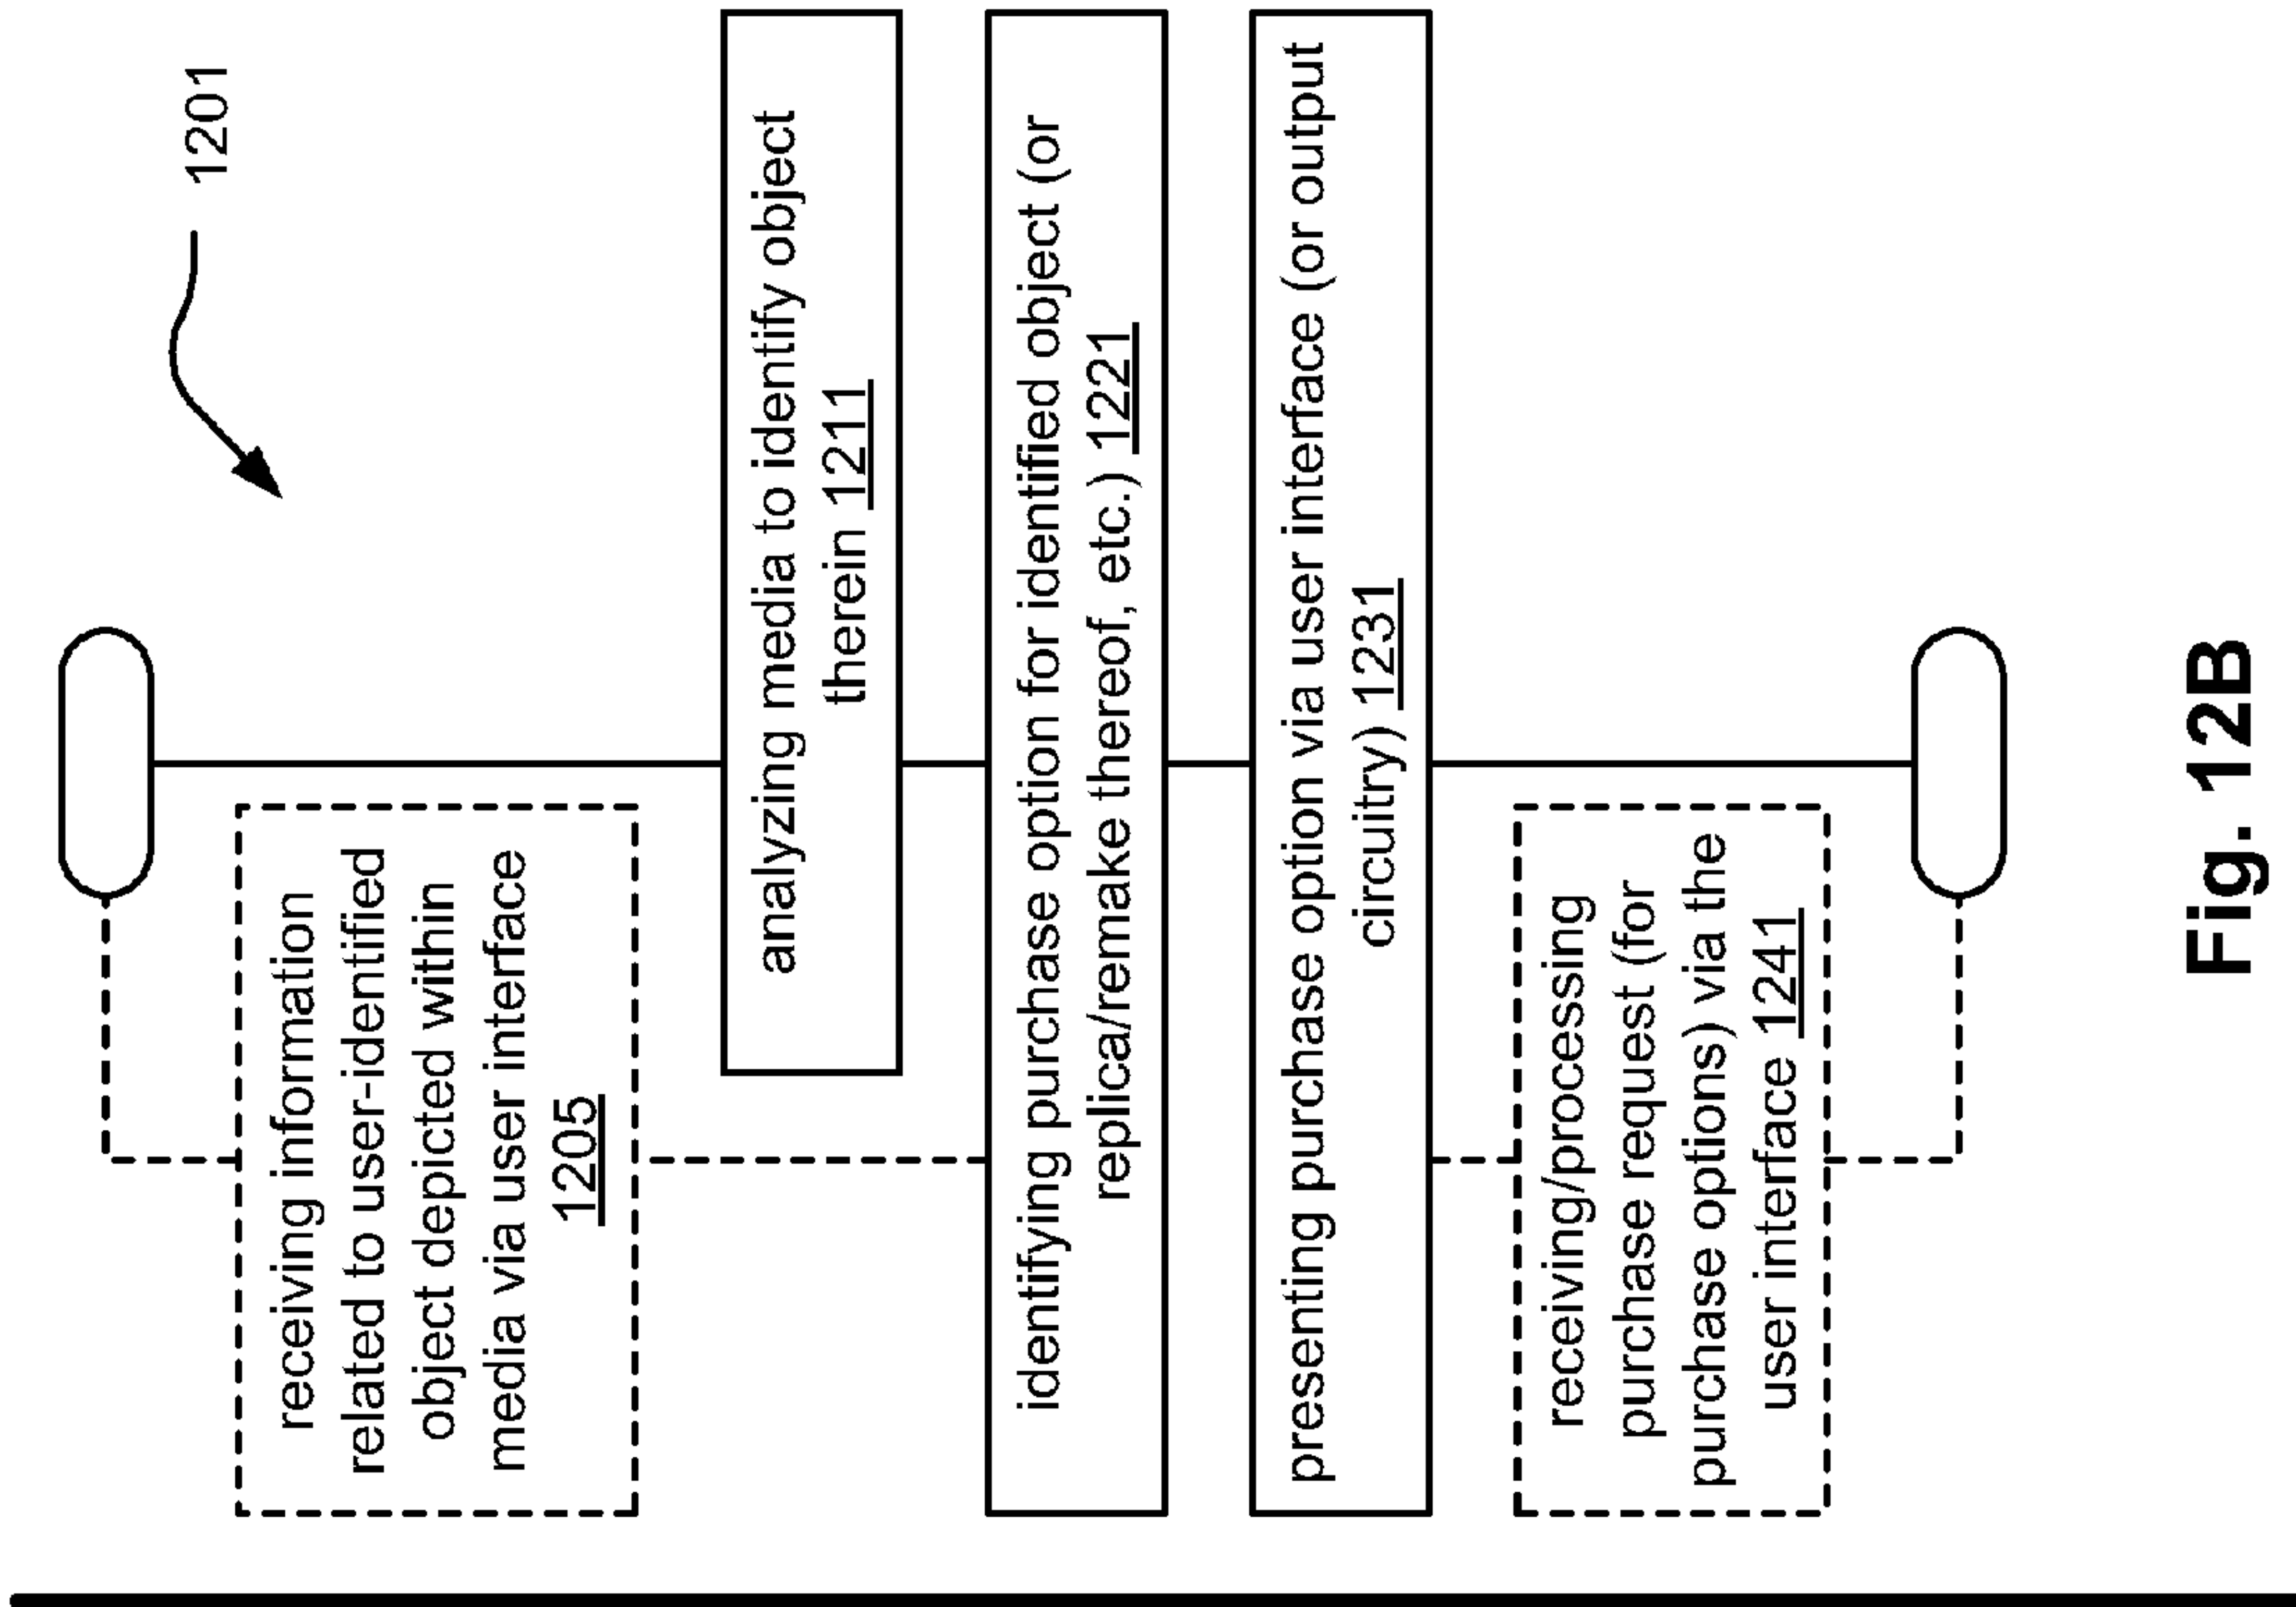 1201
receiving information
related to user-identified
object depicted within
media via user interface
1205
analyzing media to identify object
therein 1211
identifying purchase option for identified object (or
replica/remake thereof, etc.) 1221
presenting purchase option via user interface (or output
circuitry) 1231
receiving/processing
purchase request (for
purchase options) via the
user interface 1241
Fig. 12B